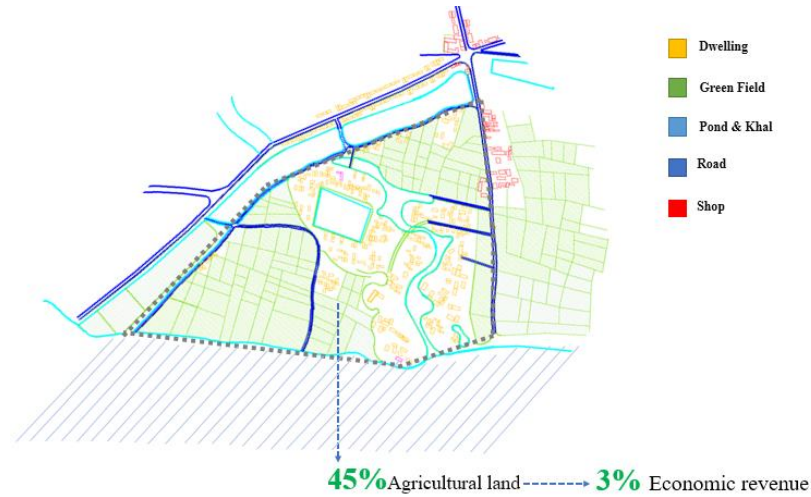 Dwelling
Green Field
Pond & Khal
Road
Shop
45% Agricultural land 3% Economic revenue